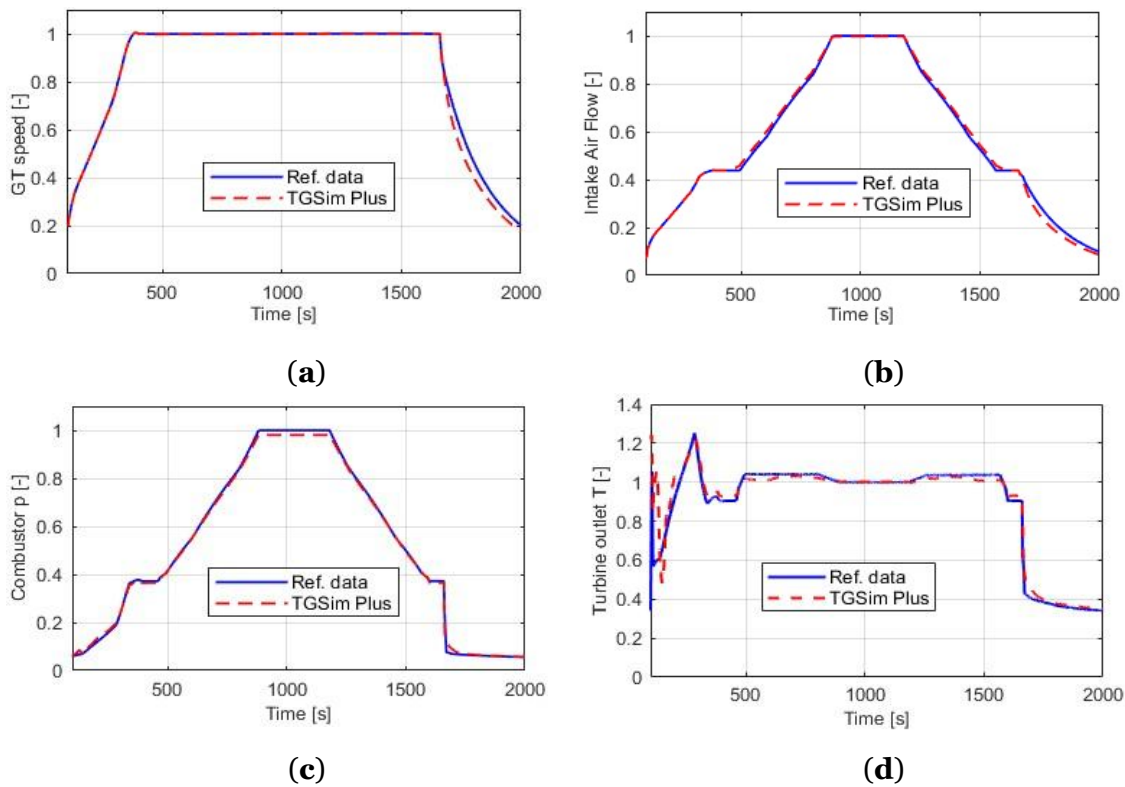 GT speed [-]
1
0.8
0.6
0.4
0.2
0
Ref. data
TGSim Plus
500
1000
1500
2000
Time [s]
(a)
Intake Air Flow [-]
1
0.8
0.6
0.4
0.2
0
Ref. data
TGSim Plus
500
1000
1500
2000
Time [s]
(b)
Combustor p [-]
1
0.8
0.6
0.4
0.2
0
Ref. data
TGSim Plus
500
1000
1500
2000
Time [s]
(c)
Turbine outlet T [-]
1.4
1.2
1
0.8
0.6
0.4
0.2
0
Ref. data
TGSim Plus
500
1000
1500
2000
Time [s]
(d)